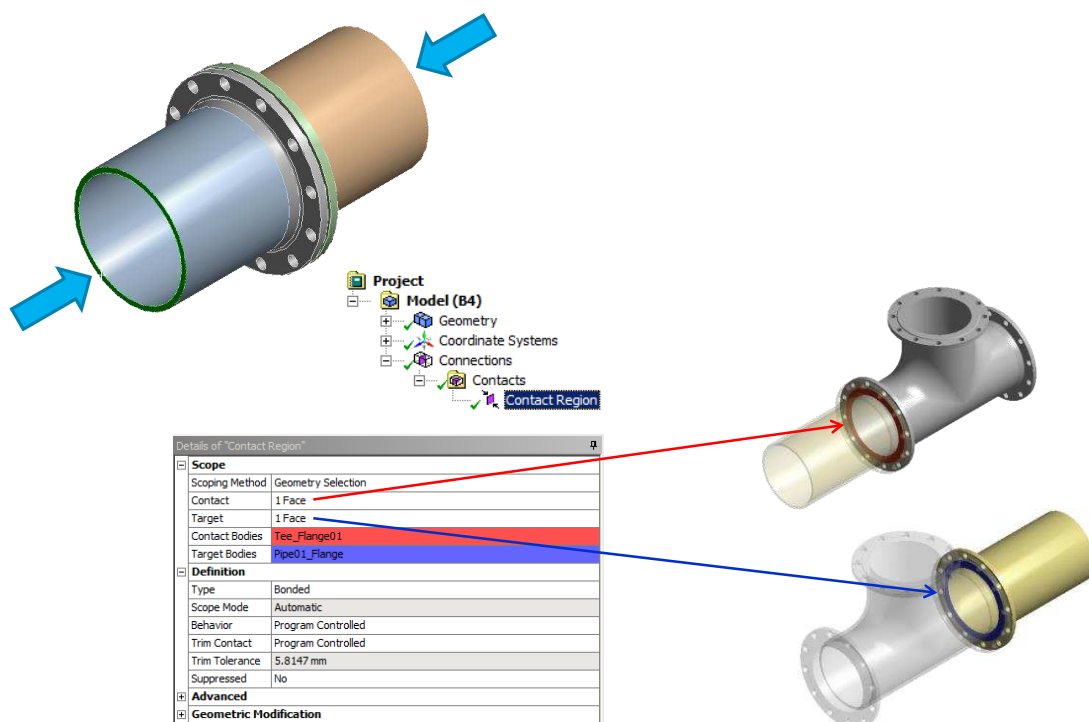 Project
Model (B4)
Geometry
Coordinate Systems
Connections
Contacts
Contact Region
Details of "Contact Region"
Scope
Scoping Method Geometry Selection
Contact 1 Face
Target 1 Face
Contact Bodies Tee_Flange01
Target Bodies Pipe01_Flange
Definition
Type Bonded
Scope Mode Automatic
Behavior Program Controlled
Trim Contact Program Controlled
Trim Tolerance 5.8147 mm
Suppressed No
Advanced
Geometric Modification